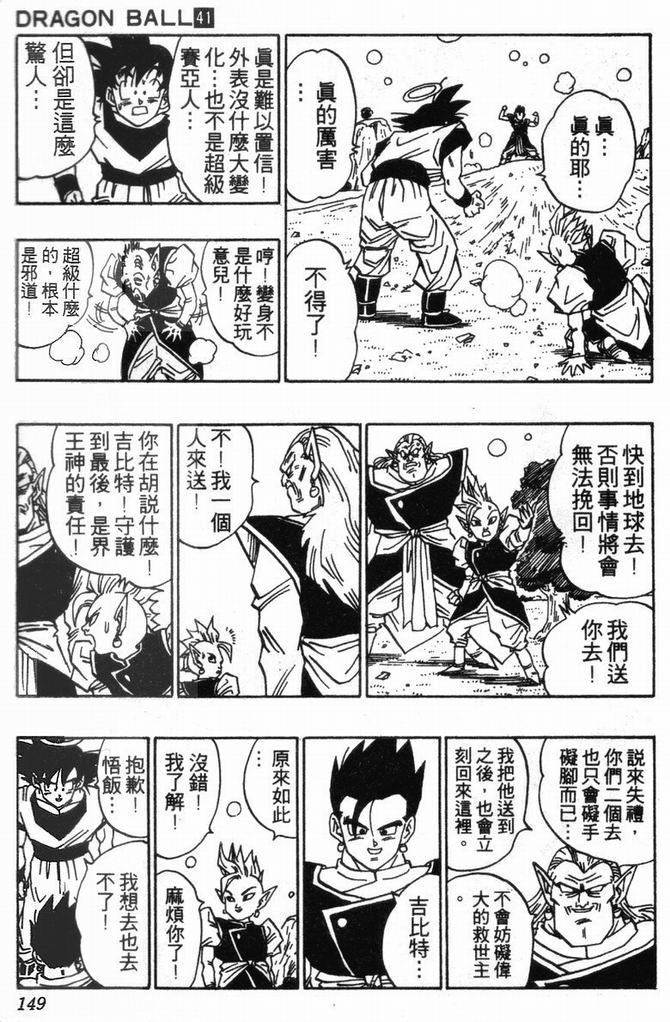 DRAGON BALL 41
真…
真的耶…
真的厲害
…
不得了！
真是難以置信！
外表沒什麼大變
化…也不是超級
賽亞人…
但卻是這麼
驚人…
哼！變身不
是什麼好玩
意兒！
超級什麼
的，根本
是邪道！
快到地球去！
否則事情將會
無法挽回！
我們送
你去！
不！我一個
人來送！
你在胡說什麼！
吉比特！守護
到最後，是界
王神的責任！
說來失禮，
你們二個去
也只會礙手
礙腳而已…
我把他送到
之後，也會立
刻回來這裡。
不會妨礙偉
大的救世主
。
吉比特…
原來如此
…
沒錯！
我了解！
麻煩你了！
抱歉！
悟飯…
我想去也去
不了！
149